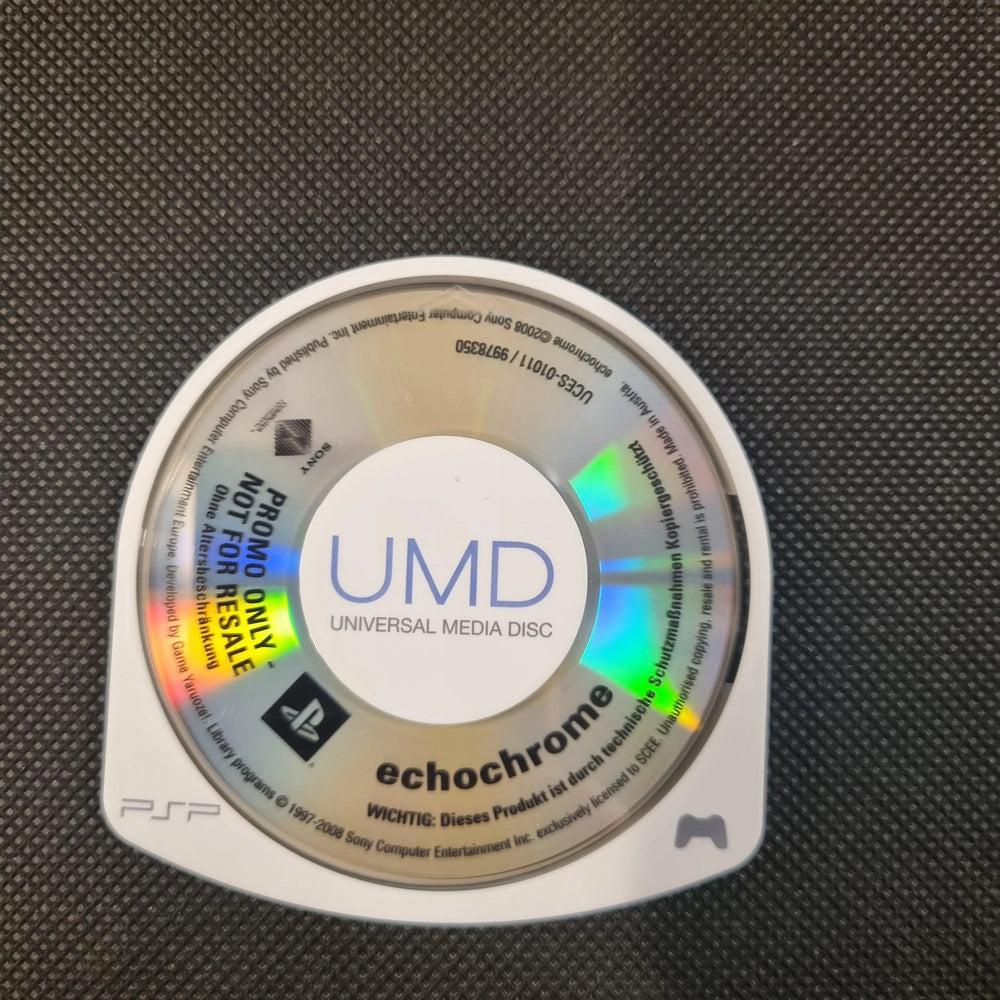 UMD
UNIVERSAL MEDIA DISC
echochrome
WICHTIG: Dieses Produkt ist durch technische Schutzmaßnahmen Kopiergeschützt
PROMO ONLY -
NOT FOR RESALE
Ohne Altersbeschränkung
SONY
COMPUTER
UCES-01011 / 9978350
echochrome ©2008 Sony Computer Entertainment Inc. Published by Sony Computer Entertainment Europe. Developed by Game Yarouze!. Library programs © 1997-2008 Sony Computer Entertainment Inc. exclusively licensed to SCEE. Unauthorised copying, resale and rental is prohibited. Made in Austria.
PSP